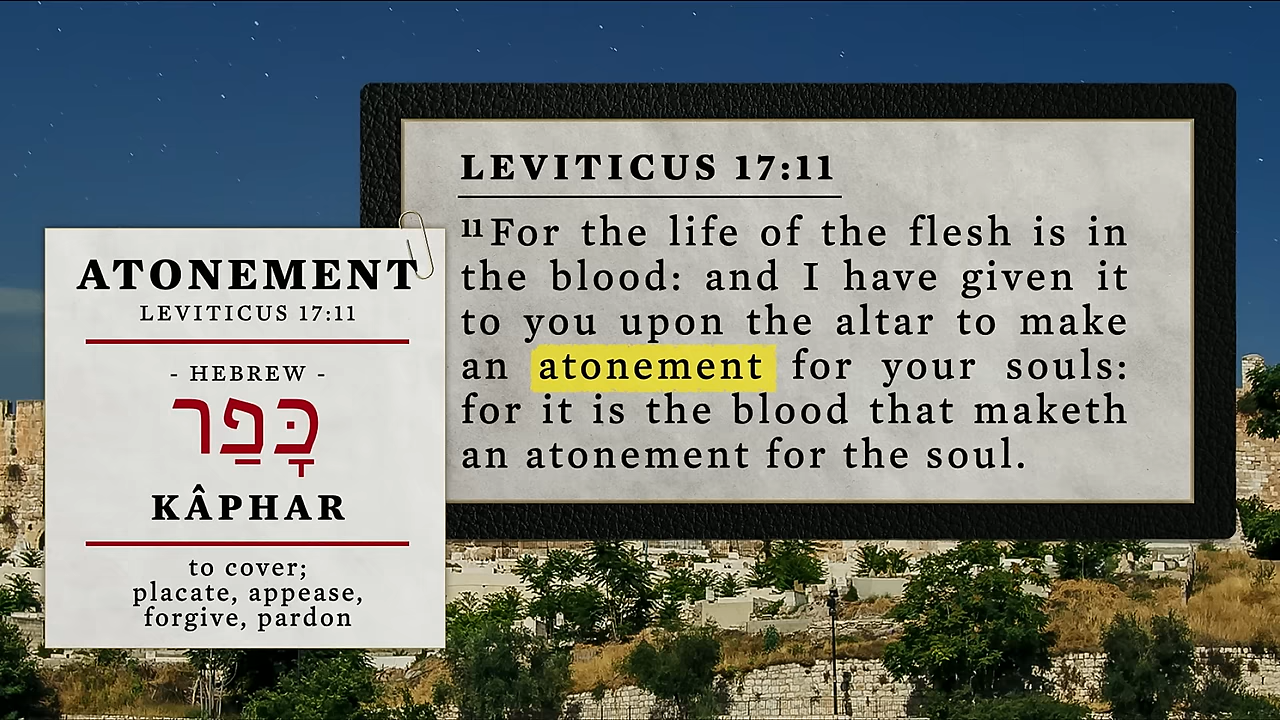 LEVITICUS 17:11
¹¹For the life of the flesh is in
the blood: and I have given it
to you upon the altar to make
an atonement for your souls:
for it is the blood that maketh
an atonement for the soul.
ATONEMENT
LEVITICUS 17:11
- HEBREW -
כָּפַר
KÂPHAR
to cover;
placate, appease,
forgive, pardon